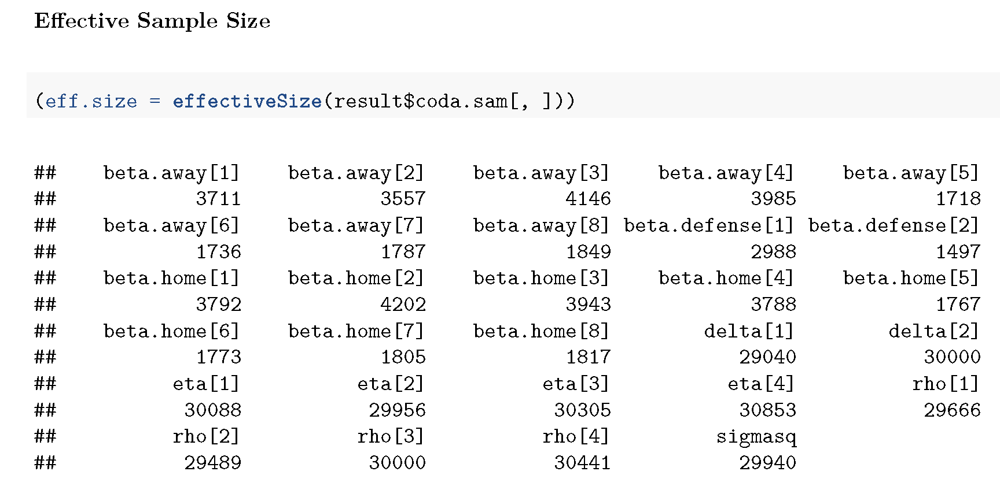 Effective Sample Size
(eff.size = effectiveSize(result$coda.sam[, ]))
## beta.away[1] beta.away[2] beta.away[3] beta.away[4] beta.away[5]
## 3711 3557 4146 3985 1718
## beta.away[6] beta.away[7] beta.away[8] beta.defense[1] beta.defense[2]
## 1736 1787 1849 2988 1497
## beta.home[1] beta.home[2] beta.home[3] beta.home[4] beta.home[5]
## 3792 4202 3943 3788 1767
## beta.home[6] beta.home[7] beta.home[8] delta[1] delta[2]
## 1773 1805 1817 29040 30000
## eta[1] eta[2] eta[3] eta[4] rho[1]
## 30088 29956 30305 30853 29666
## rho[2] rho[3] rho[4] sigmasq
## 29489 30000 30441 29940